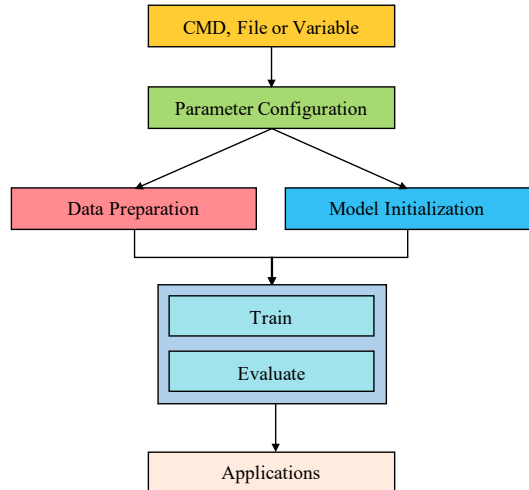 CMD, File or Variable
Parameter Configuration
Data Preparation
Model Initialization
Train
Evaluate
Applications